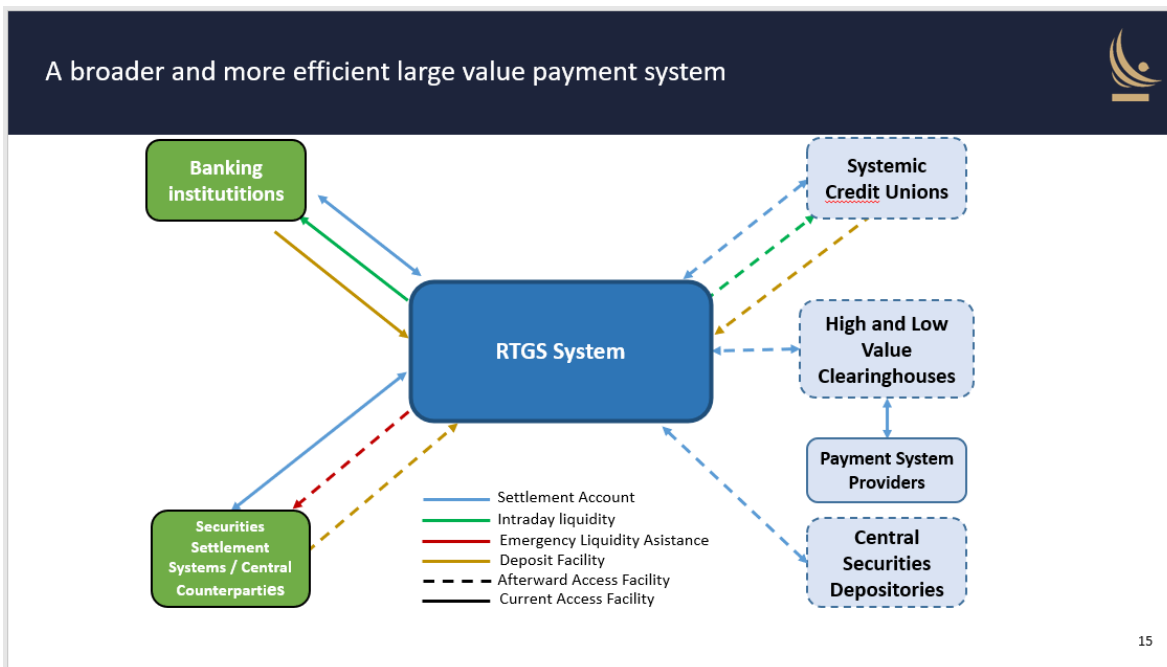 A broader and more efficient large value payment system
Banking
institutitions
Systemic
Credit Unions
RTGS System
High and Low
Value
Clearinghouses
Payment System
Providers
Securities
Settlement
Systems / Central
Counterparties
Central
Securities
Depositories
Settlement Account
Intraday liquidity
Emergency Liquidity Asistance
Deposit Facility
Afterward Access Facility
Current Access Facility
15